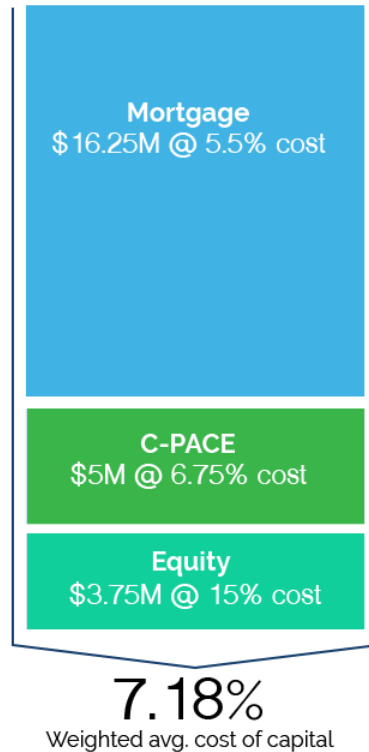 Mortgage
$16.25M @ 5.5% cost
C-PACE
$5M @ 6.75% cost
Equity
$3.75M @ 15% cost
7.18%
Weighted avg. cost of capital